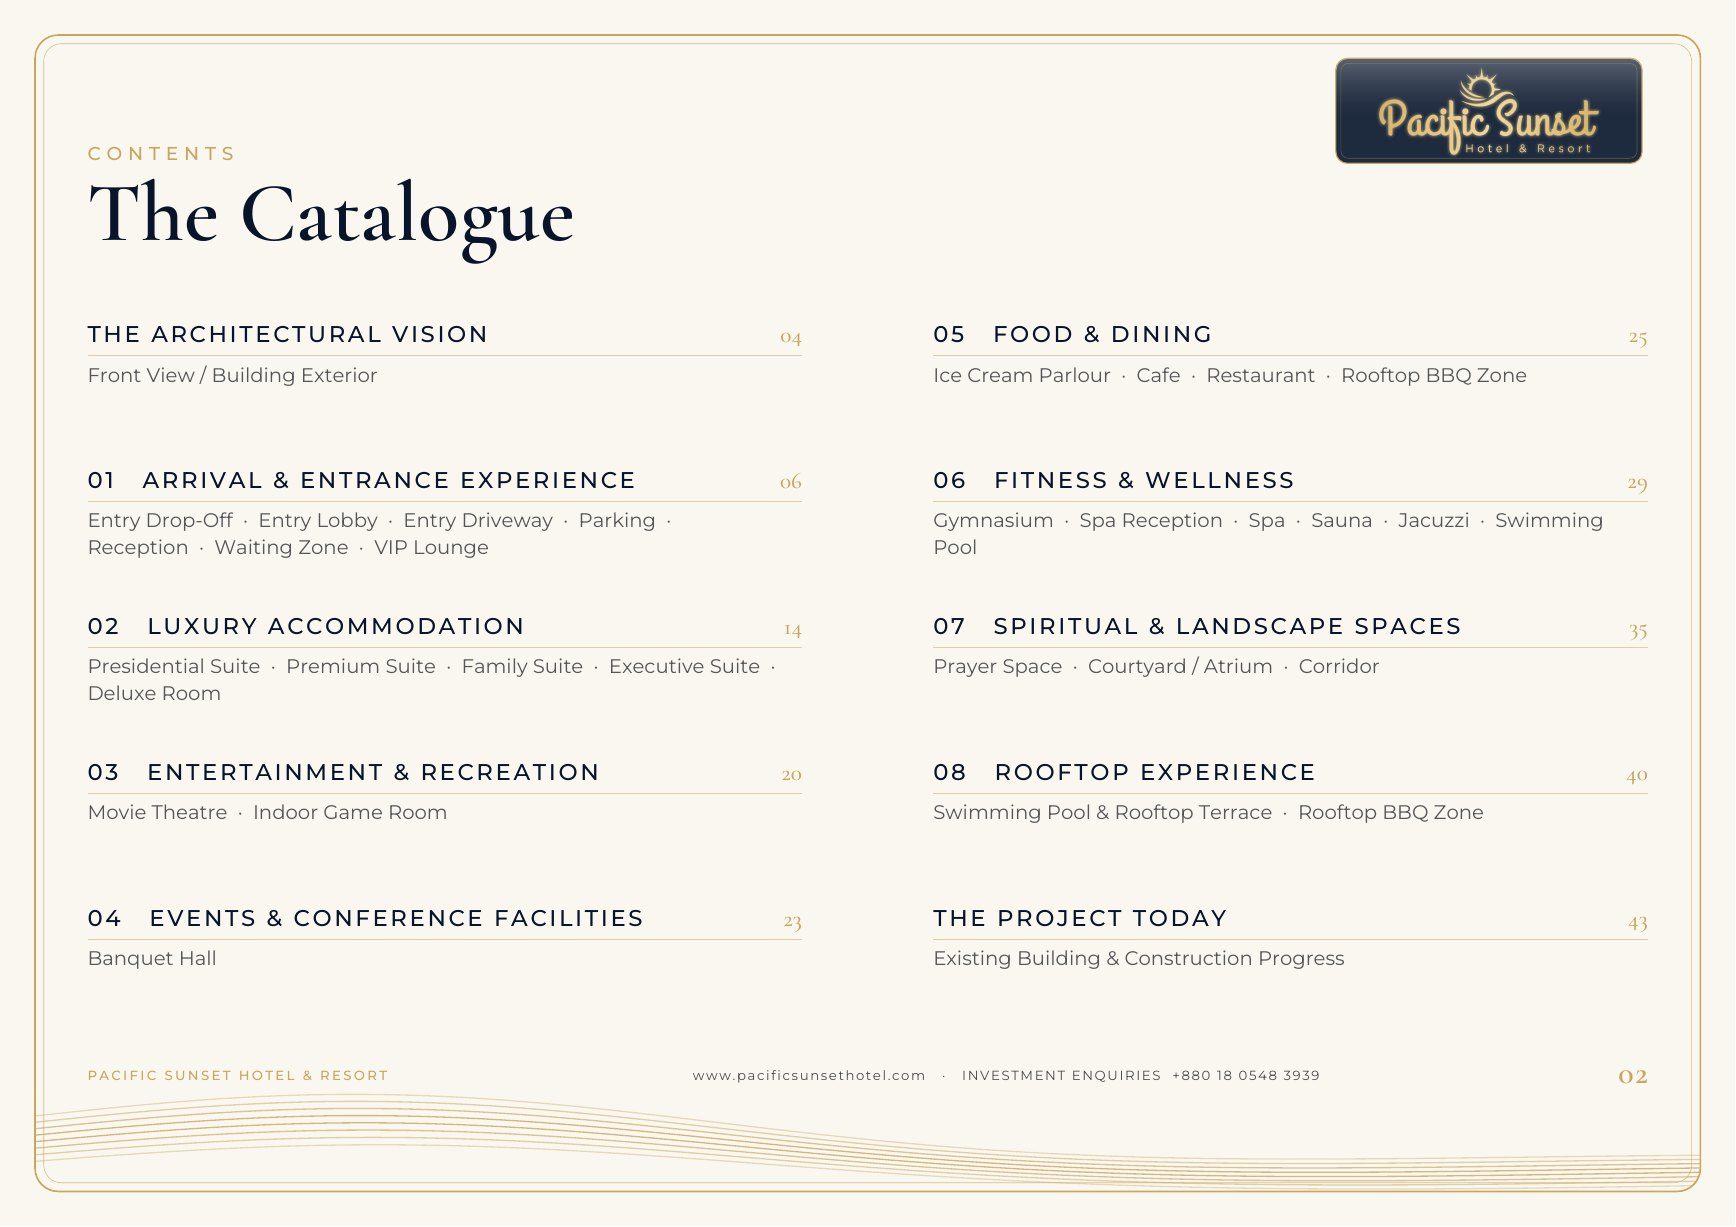 Pacific Sunset
Hotel & Resort
CONTENTS
The Catalogue
THE ARCHITECTURAL VISION 04
Front View / Building Exterior
01 ARRIVAL & ENTRANCE EXPERIENCE 06
Entry Drop-Off · Entry Lobby · Entry Driveway · Parking ·
Reception · Waiting Zone · VIP Lounge
02 LUXURY ACCOMMODATION 14
Presidential Suite · Premium Suite · Family Suite · Executive Suite ·
Deluxe Room
03 ENTERTAINMENT & RECREATION 20
Movie Theatre · Indoor Game Room
04 EVENTS & CONFERENCE FACILITIES 23
Banquet Hall
05 FOOD & DINING 25
Ice Cream Parlour · Cafe · Restaurant · Rooftop BBQ Zone
06 FITNESS & WELLNESS 29
Gymnasium · Spa Reception · Spa · Sauna · Jacuzzi · Swimming
Pool
07 SPIRITUAL & LANDSCAPE SPACES 35
Prayer Space · Courtyard / Atrium · Corridor
08 ROOFTOP EXPERIENCE 40
Swimming Pool & Rooftop Terrace · Rooftop BBQ Zone
THE PROJECT TODAY 43
Existing Building & Construction Progress
PACIFIC SUNSET HOTEL & RESORT
www.pacificsunsethotel.com · INVESTMENT ENQUIRIES +880 18 0548 3939
02